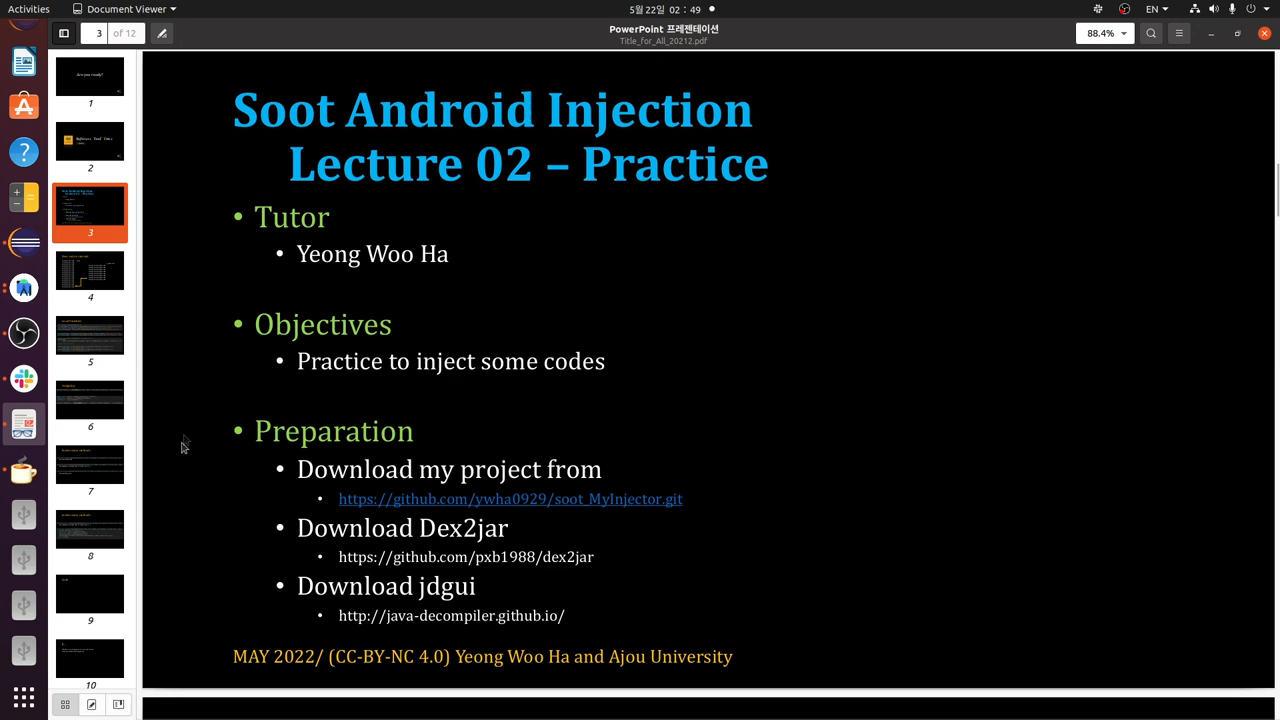 Activities
Document Viewer
5월 22일 02 : 49
EN
3
of 12
PowerPoint 프레젠테이션
Title_for_All_20212.pdf
88.4%
Are you ready?
1
2
3
4
5
6
7
8
9
10
Soot Android Injection
Lecture 02 – Practice
• Tutor
• Yeong Woo Ha
• Objectives
• Practice to inject some codes
• Preparation
• Download my project from
• https://github.com/ywha0929/soot_MyInjector.git
• Download Dex2jar
• https://github.com/pxb1988/dex2jar
• Download jdgui
• http://java-decompiler.github.io/
MAY 2022/ (CC-BY-NC 4.0) Yeong Woo Ha and Ajou University